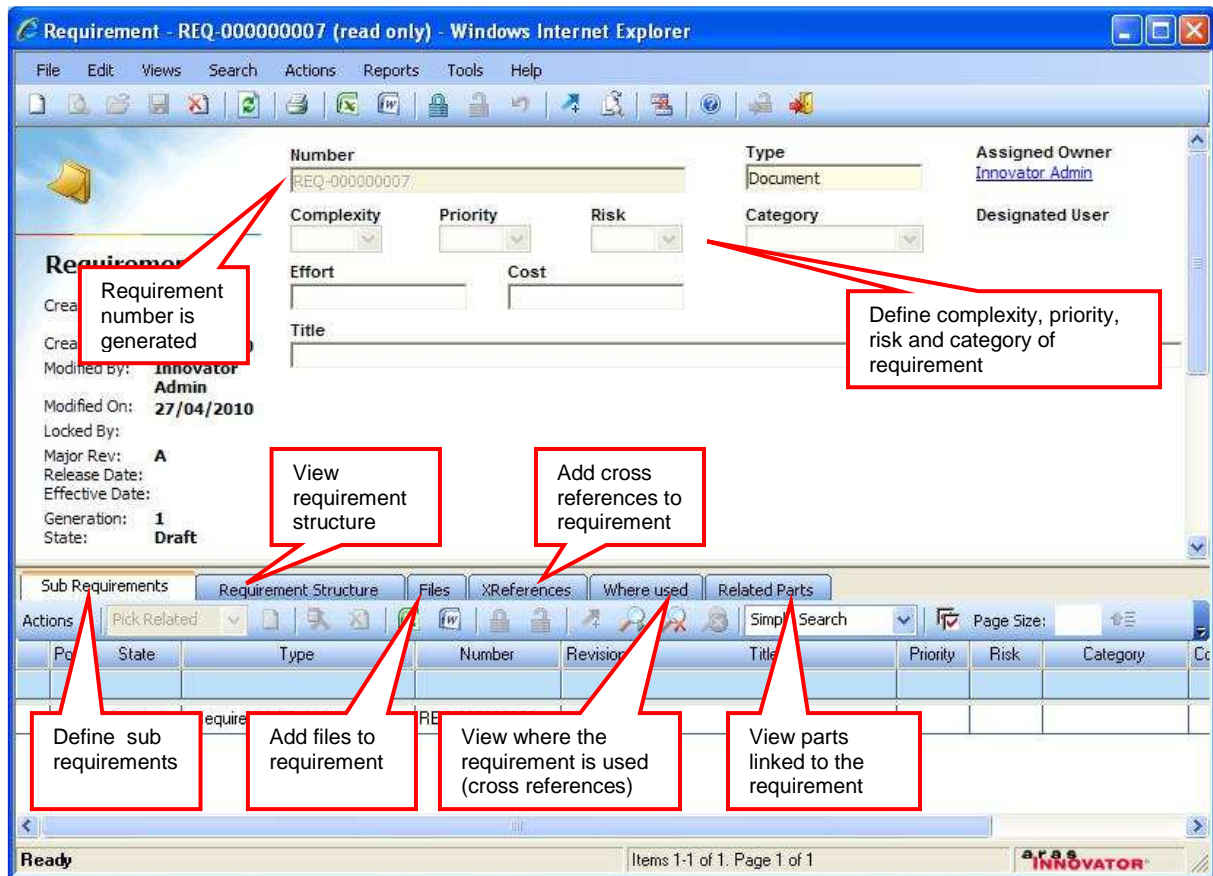 Requirement - REQ-000000007 (read only) - Windows Internet Explorer
File Edit Views Search Actions Reports Tools Help
Number
Type
Assigned Owner
REQ-000000007
Document
Innovator Admin
Complexity
Priority
Risk
Category
Designated User
Effort
Cost
Title
Requirement
number is
generated
Define complexity, priority,
risk and category of
requirement
Modified By: Innovator
Admin
Modified On: 27/04/2010
Locked By:
Major Rev: A
Release Date:
Effective Date:
Generation: 1
State: Draft
View
requirement
structure
Add cross
references to
requirement
Sub Requirements
Requirement Structure
Files
XReferences
Where used
Related Parts
Actions
Pick Related
Simple Search
Page Size:
State
Type
Number
Revision
Title
Priority
Risk
Category
Define sub
requirements
Add files to
requirement
View where the
requirement is used
(cross references)
View parts
linked to the
requirement
Ready
Items 1-1 of 1. Page 1 of 1
aras
INNOVATOR